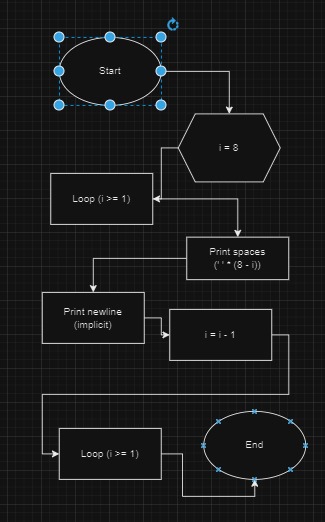 Start
i = 8
Loop (i >= 1)
Print spaces
(' ' * (8 - i))
Print newline
(implicit)
i = i - 1
Loop (i >= 1)
End